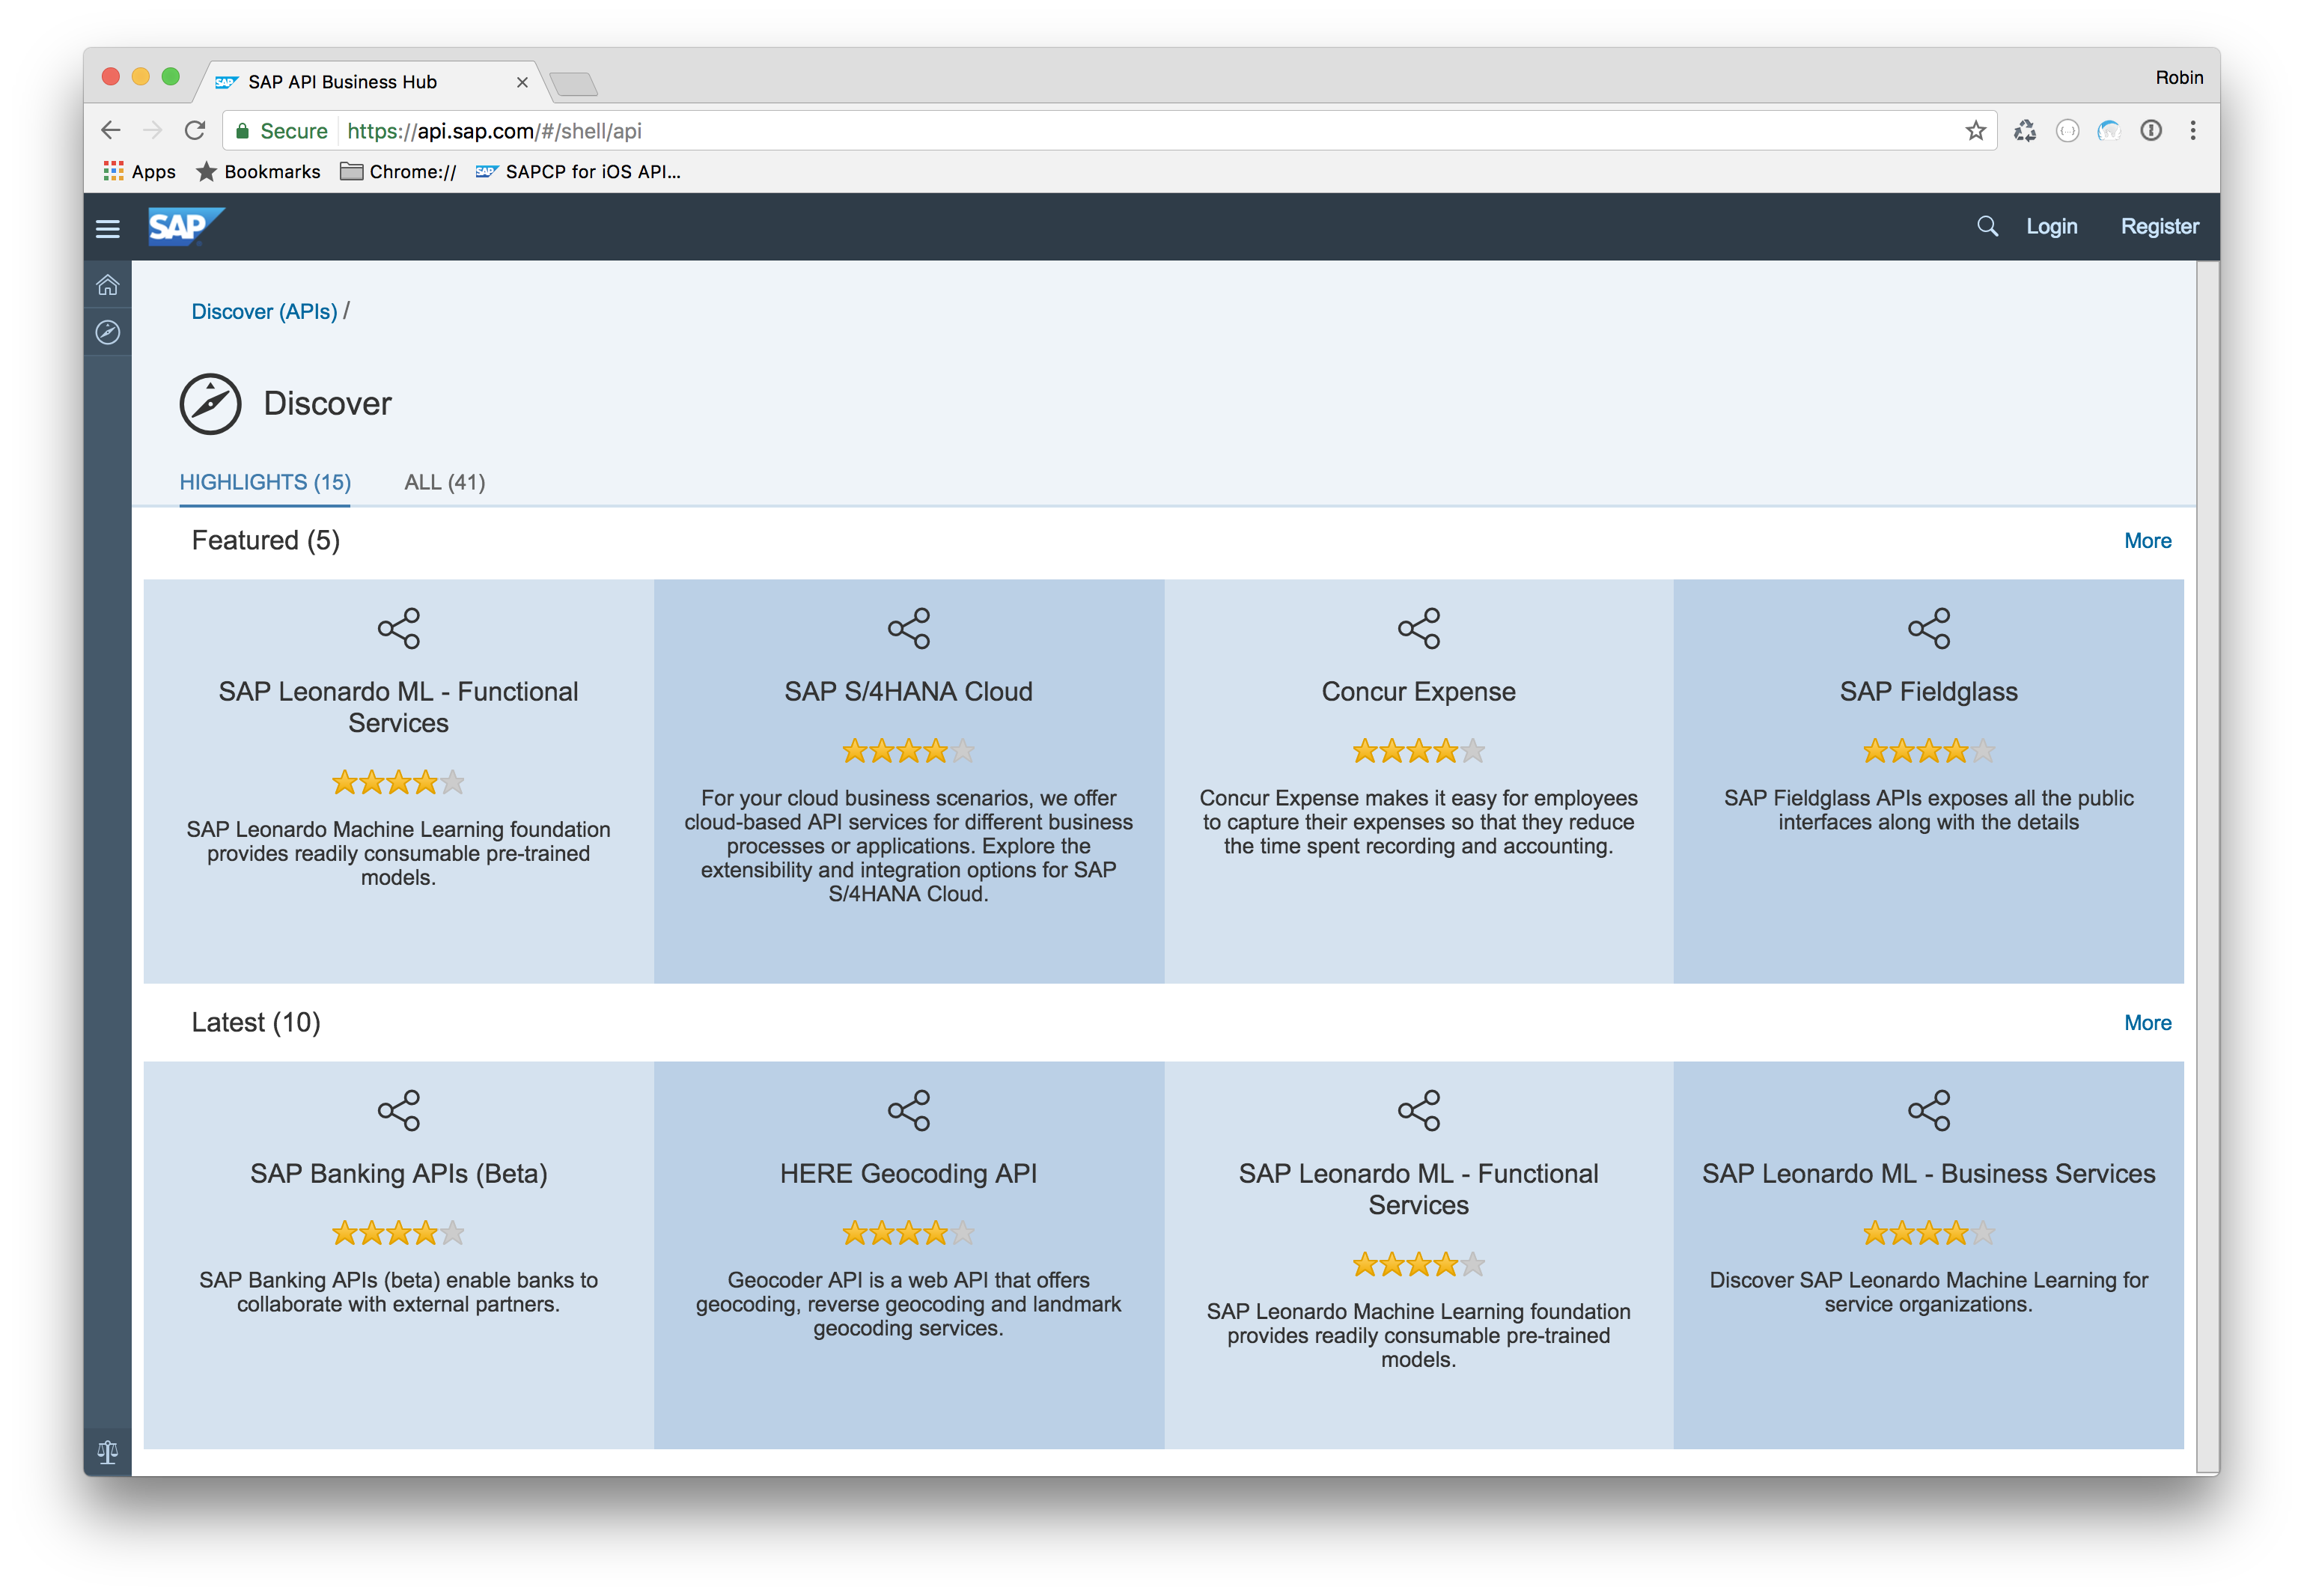 SAP API Business Hub
Robin
Secure https://api.sap.com/#/shell/api
Apps Bookmarks Chrome:// SAP SAPCP for iOS API...
SAP Login Register
Discover (APIs) /
Discover
HIGHLIGHTS (15) ALL (41)
Featured (5) More
SAP Leonardo ML - Functional
Services
SAP Leonardo Machine Learning foundation
provides readily consumable pre-trained
models.
SAP S/4HANA Cloud
For your cloud business scenarios, we offer
cloud-based API services for different business
processes or applications. Explore the
extensibility and integration options for SAP
S/4HANA Cloud.
Concur Expense
Concur Expense makes it easy for employees
to capture their expenses so that they reduce
the time spent recording and accounting.
SAP Fieldglass
SAP Fieldglass APIs exposes all the public
interfaces along with the details
Latest (10) More
SAP Banking APIs (Beta)
SAP Banking APIs (beta) enable banks to
collaborate with external partners.
HERE Geocoding API
Geocoder API is a web API that offers
geocoding, reverse geocoding and landmark
geocoding services.
SAP Leonardo ML - Functional
Services
SAP Leonardo Machine Learning foundation
provides readily consumable pre-trained
models.
SAP Leonardo ML - Business Services
Discover SAP Leonardo Machine Learning for
service organizations.